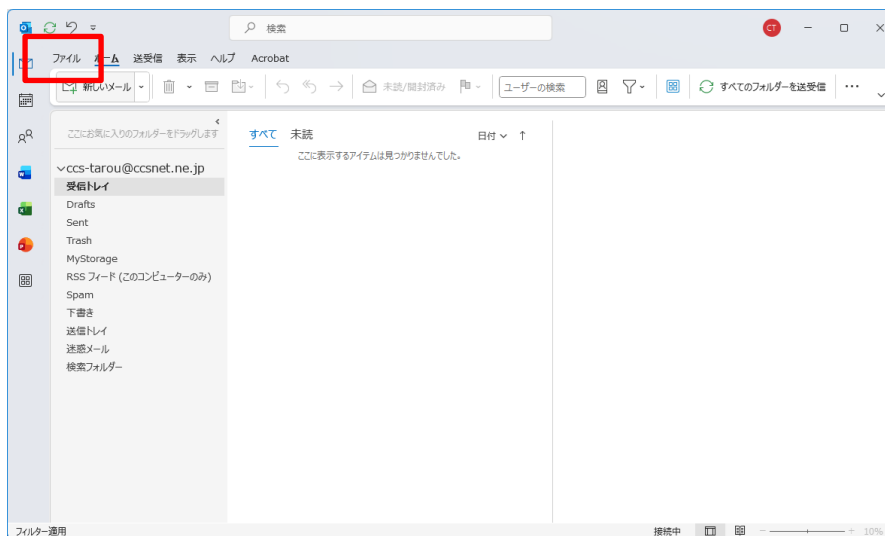 検索
CT
ファイル ホーム 送受信 表示 ヘルプ Acrobat
新しいメール 未読/開封済み ユーザーの検索 すべてのフォルダーを送受信
ここにお気に入りのフォルダーをドラッグします
すべて 未読 日付
ここに表示するアイテムは見つかりませんでした。
ccs-tarou@ccsnet.ne.jp
受信トレイ
Drafts
Sent
Trash
MyStorage
RSS フィード (このコンピューターのみ)
Spam
下書き
送信トレイ
迷惑メール
検索フォルダー
フィルター適用 接続中 10%